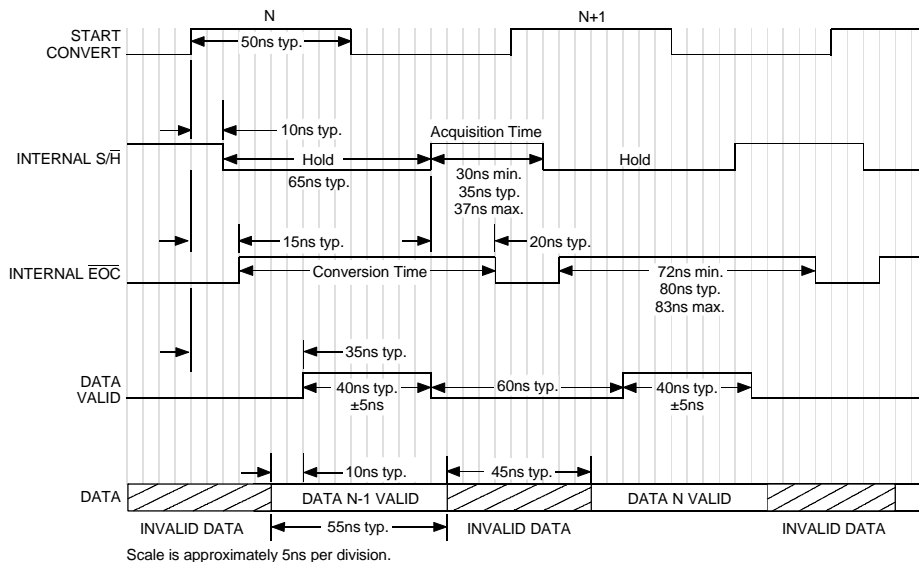 N
N+1
START
CONVERT
50ns typ.
10ns typ.
Acquisition Time
INTERNAL S/H̅
Hold
Hold
65ns typ.
30ns min.
35ns typ.
37ns max.
15ns typ.
20ns typ.
INTERNAL E̅O̅C̅
Conversion Time
72ns min.
80ns typ.
83ns max.
35ns typ.
DATA
VALID
40ns typ.
±5ns
60ns typ.
40ns typ.
±5ns
10ns typ.
45ns typ.
DATA
DATA N-1 VALID
DATA N VALID
INVALID DATA
55ns typ.
INVALID DATA
INVALID DATA
Scale is approximately 5ns per division.